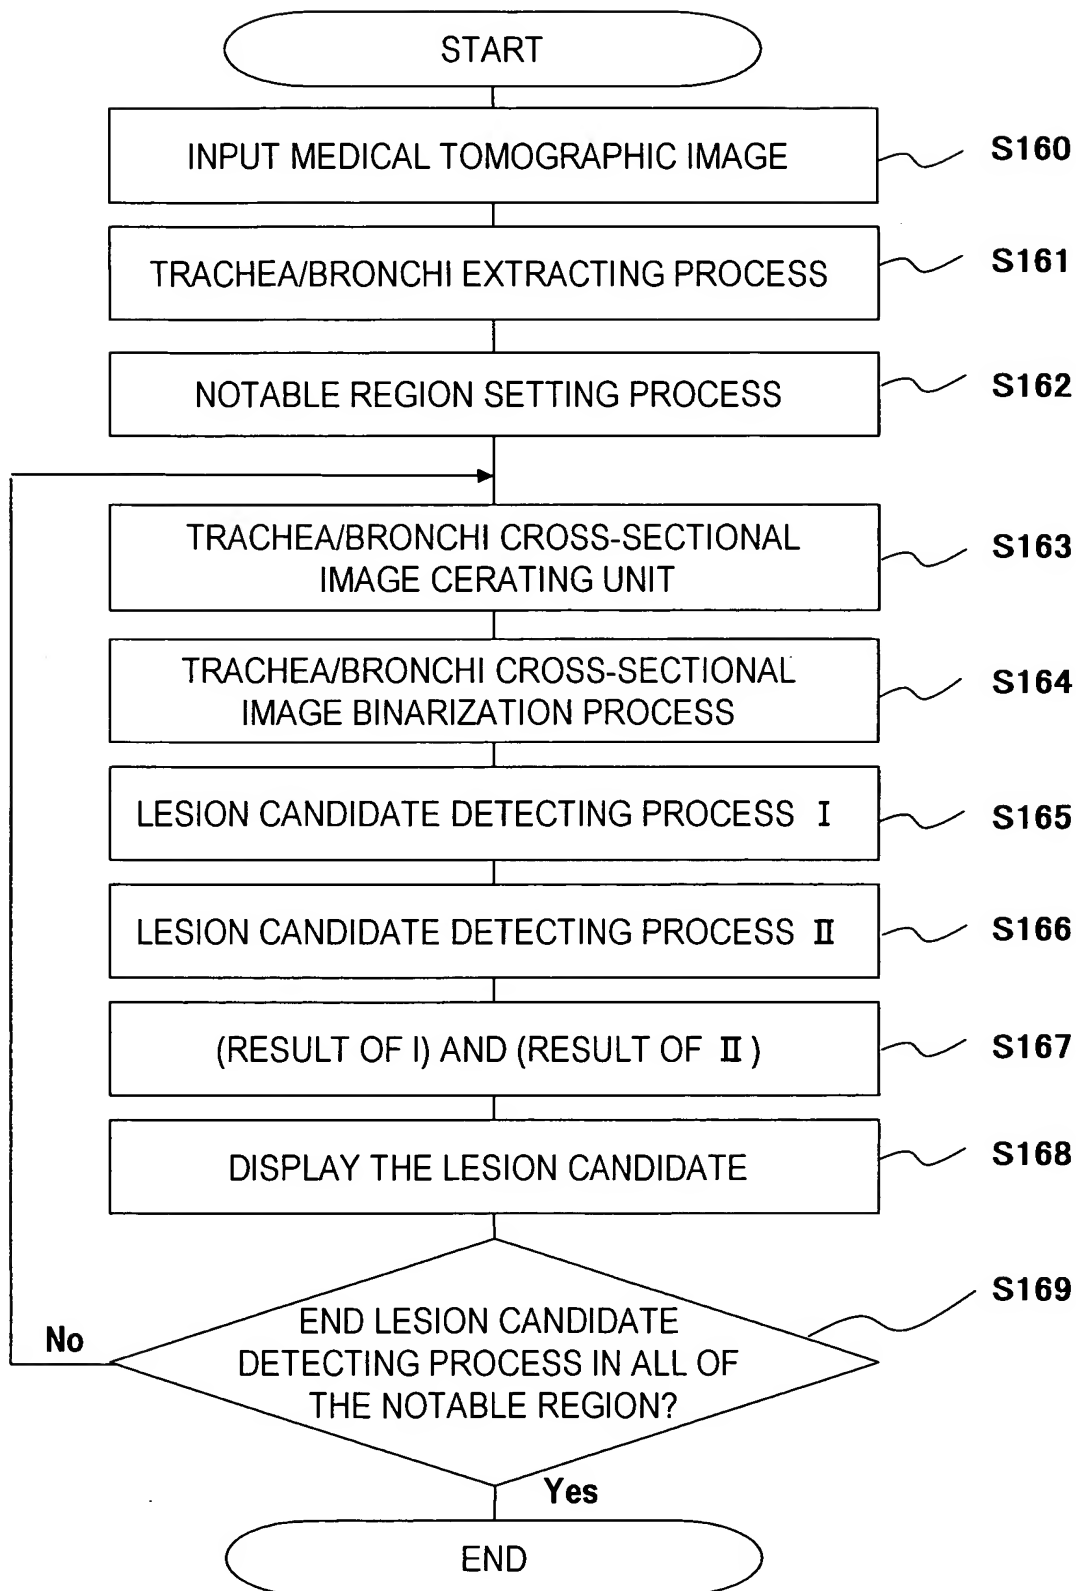 START
INPUT MEDICAL TOMOGRAPHIC IMAGE
S160
TRACHEA/BRONCHI EXTRACTING PROCESS
S161
NOTABLE REGION SETTING PROCESS
S162
TRACHEA/BRONCHI CROSS-SECTIONAL
IMAGE CERATING UNIT
S163
TRACHEA/BRONCHI CROSS-SECTIONAL
IMAGE BINARIZATION PROCESS
S164
LESION CANDIDATE DETECTING PROCESS I
S165
LESION CANDIDATE DETECTING PROCESS II
S166
(RESULT OF I) AND (RESULT OF II)
S167
DISPLAY THE LESION CANDIDATE
S168
END LESION CANDIDATE
DETECTING PROCESS IN ALL OF
THE NOTABLE REGION?
S169
No
Yes
END